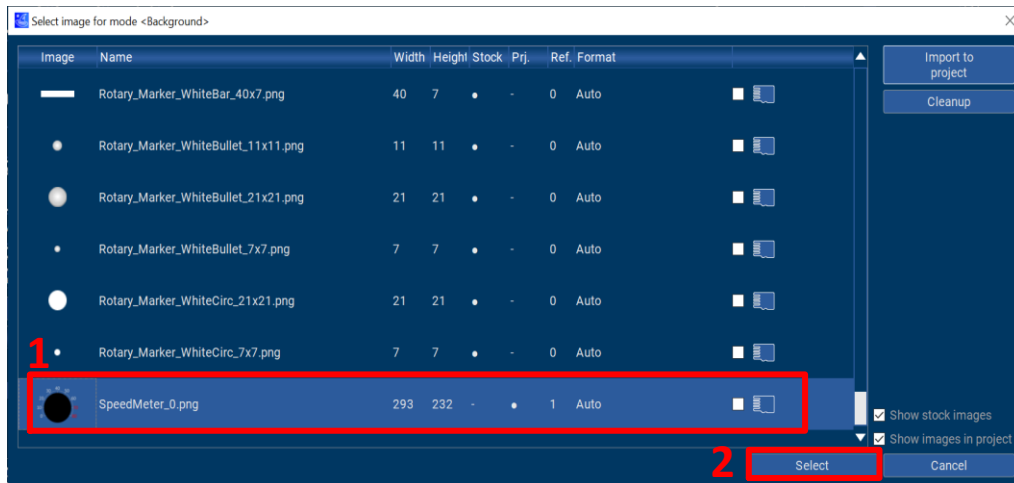 Select image for mode <Background>
Image Name Width Height Stock Prj. Ref. Format
Import to
project
Cleanup
Rotary_Marker_WhiteBar_40x7.png 40 7 • - 0 Auto
Rotary_Marker_WhiteBullet_11x11.png 11 11 • - 0 Auto
Rotary_Marker_WhiteBullet_21x21.png 21 21 • - 0 Auto
Rotary_Marker_WhiteBullet_7x7.png 7 7 • - 0 Auto
Rotary_Marker_WhiteCirc_21x21.png 21 21 • - 0 Auto
1
Rotary_Marker_WhiteCirc_7x7.png 7 7 • - 0 Auto
SpeedMeter_0.png 293 232 - • 1 Auto
Show stock images
Show images in project
2
Select
Cancel